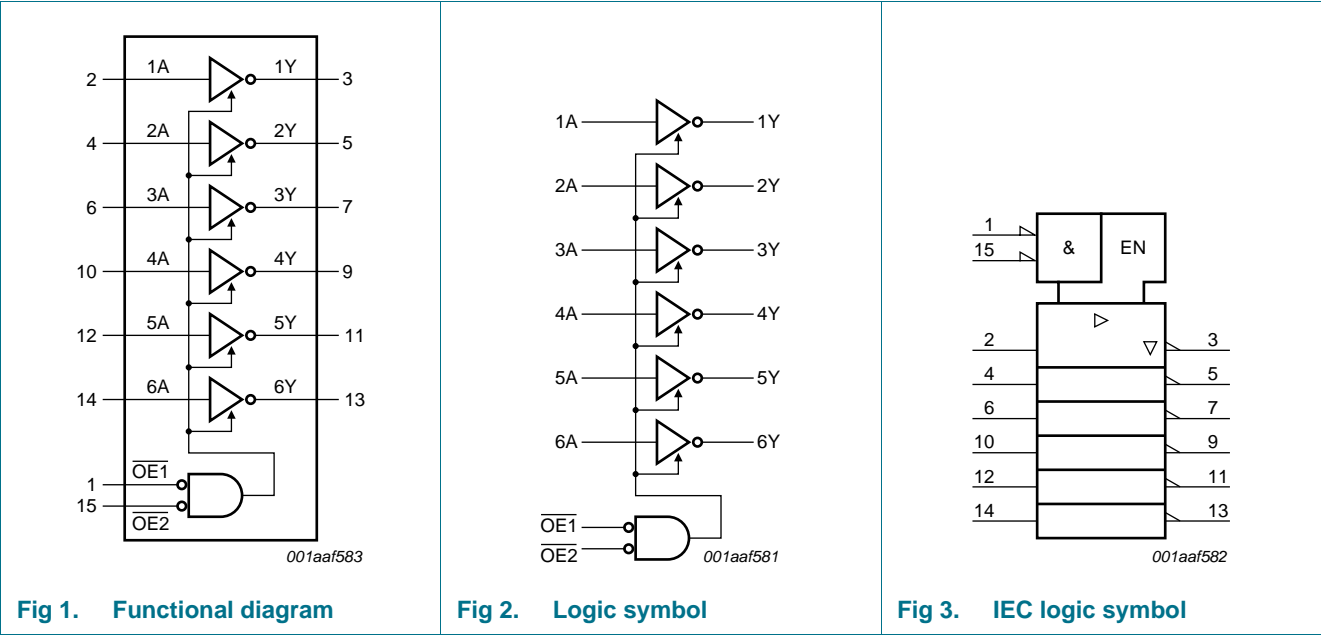 2 1A 1Y 3
4 2A 2Y 5
6 3A 3Y 7
10 4A 4Y 9
12 5A 5Y 11
14 6A 6Y 13
1 OE1
15 OE2
001aaf583
Fig 1. Functional diagram
1A 1Y
2A 2Y
3A 3Y
4A 4Y
5A 5Y
6A 6Y
OE1
OE2
001aaf581
Fig 2. Logic symbol
1
15
& EN
2 3
4 5
6 7
10 9
12 11
14 13
001aaf582
Fig 3. IEC logic symbol